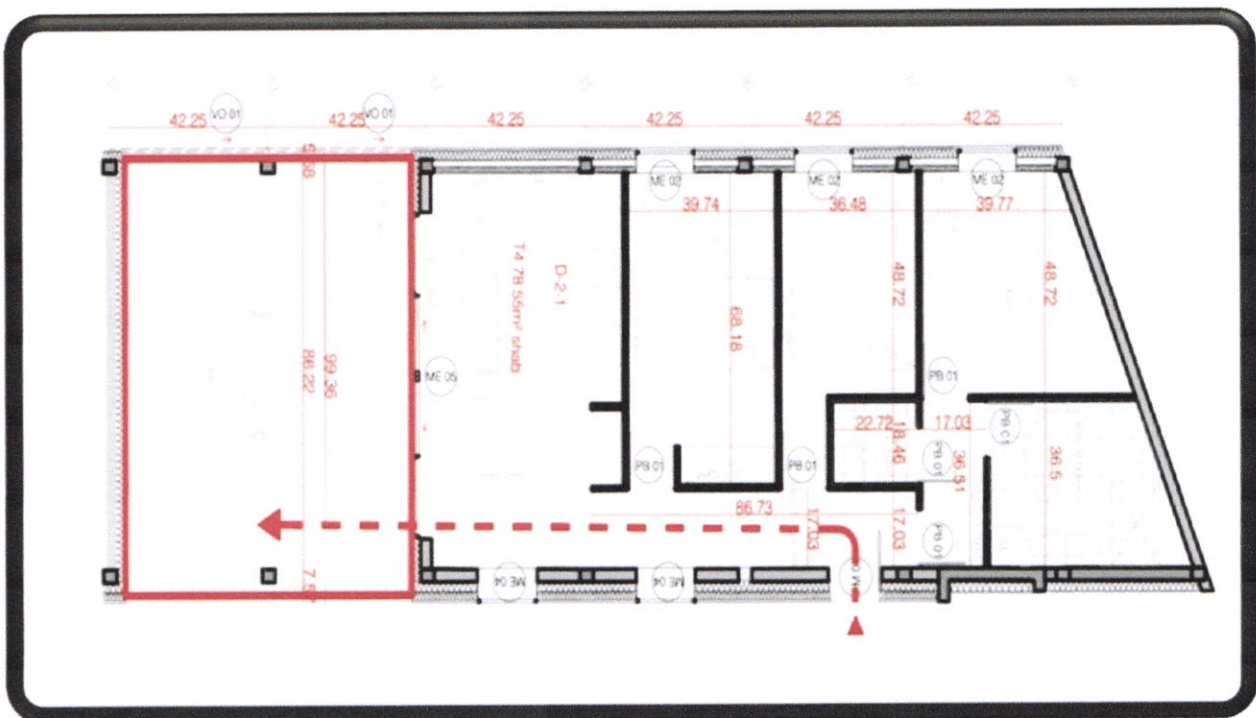 42.25 VO 01 42.25 VO 01 42.25 42.25 42.25 42.25
ME 02 ME 02 ME 02
39.74 36.48 39.77
D-2-1
T4 78 55m² shab
68.18
48.72
48.72
99.36
86.22
ME 05
PB 01
PB 01
22.72 17.03
18.46
PB 01
36.51
36.5
PB 01 PB 01
86.73
17.03
17.03
PB 01
ME 04 ME 04